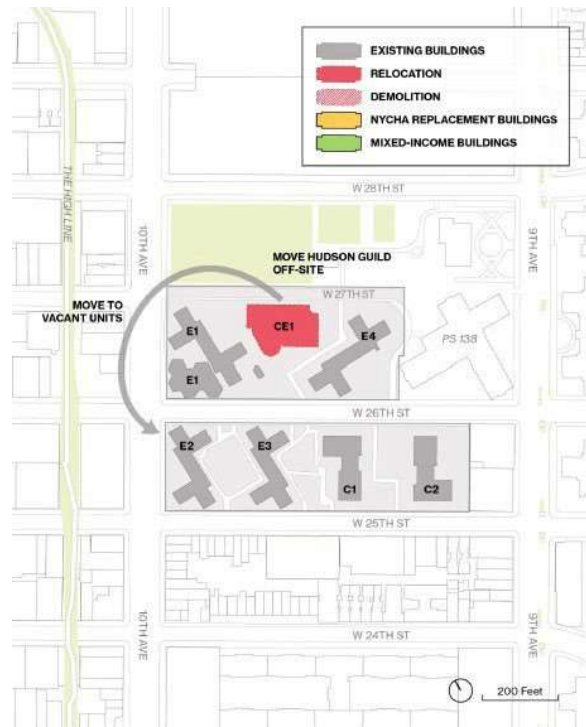 EXISTING BUILDINGS
RELOCATION
DEMOLITION
NYCHA REPLACEMENT BUILDINGS
MIXED-INCOME BUILDINGS
THE HIGH LINE
W 28TH ST
10TH AVE
9TH AVE
MOVE HUDSON GUILD
OFF-SITE
W 27TH ST
MOVE TO
VACANT UNITS
E1
CE1
E4
PS 138
E1
W 26TH ST
E2
E3
C1
C2
W 25TH ST
10TH AVE
9TH AVE
W 24TH ST
200 Feet